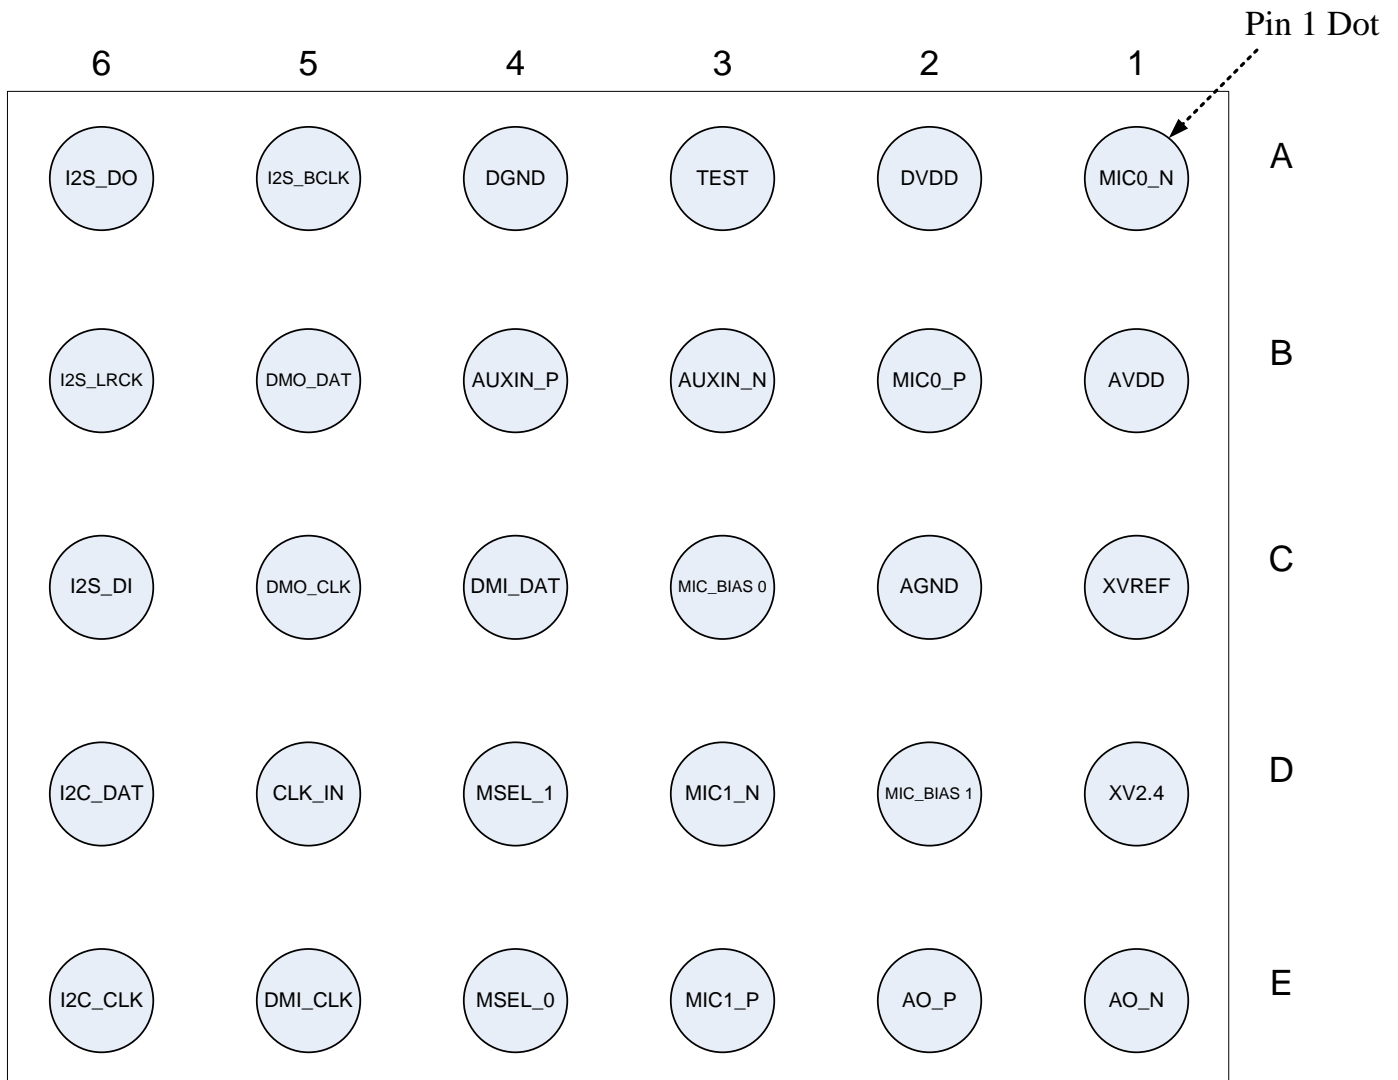 Pin 1 Dot
6 5 4 3 2 1
I2S_DO I2S_BCLK DGND TEST DVDD MIC0_N A
I2S_LRCK DMO_DAT AUXIN_P AUXIN_N MIC0_P AVDD B
I2S_DI DMO_CLK DMI_DAT MIC_BIAS 0 AGND XVREF C
I2C_DAT CLK_IN MSEL_1 MIC1_N MIC_BIAS 1 XV2.4 D
I2C_CLK DMI_CLK MSEL_0 MIC1_P AO_P AO_N E